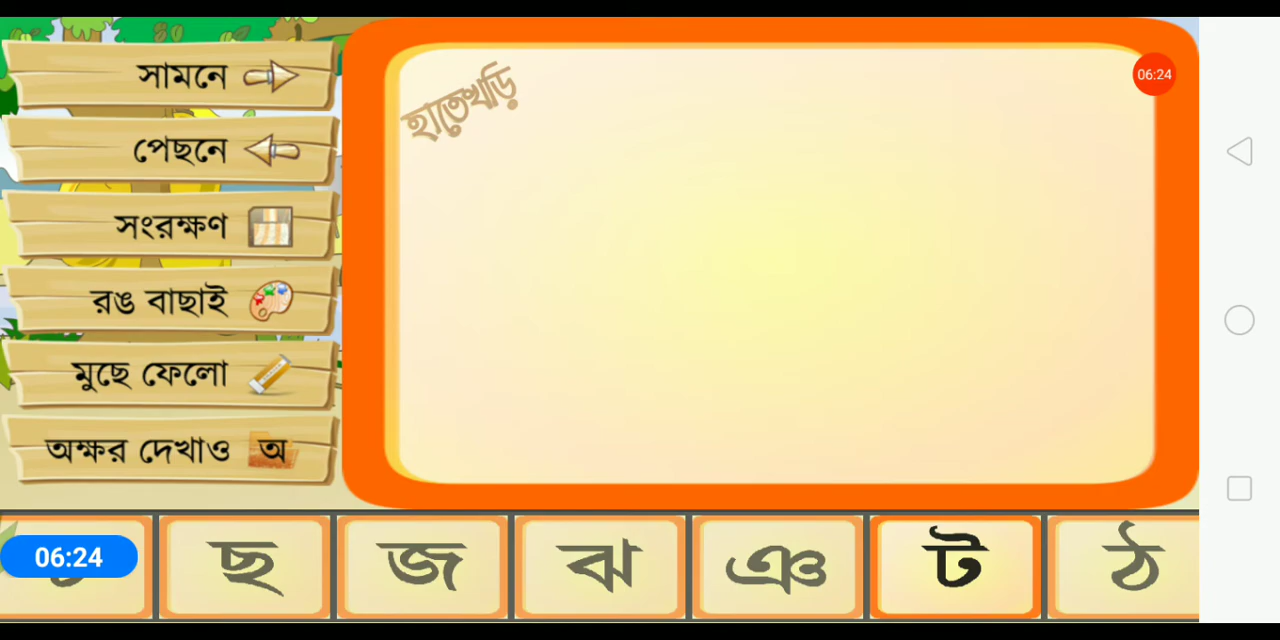 সামনে
পেছনে
সংরক্ষণ
রঙ বাছাই
মুছে ফেলো
অক্ষর দেখাও অ
হাতেখড়ি
06:24
06:24
ছ জ ঝ ঞ ট ঠ